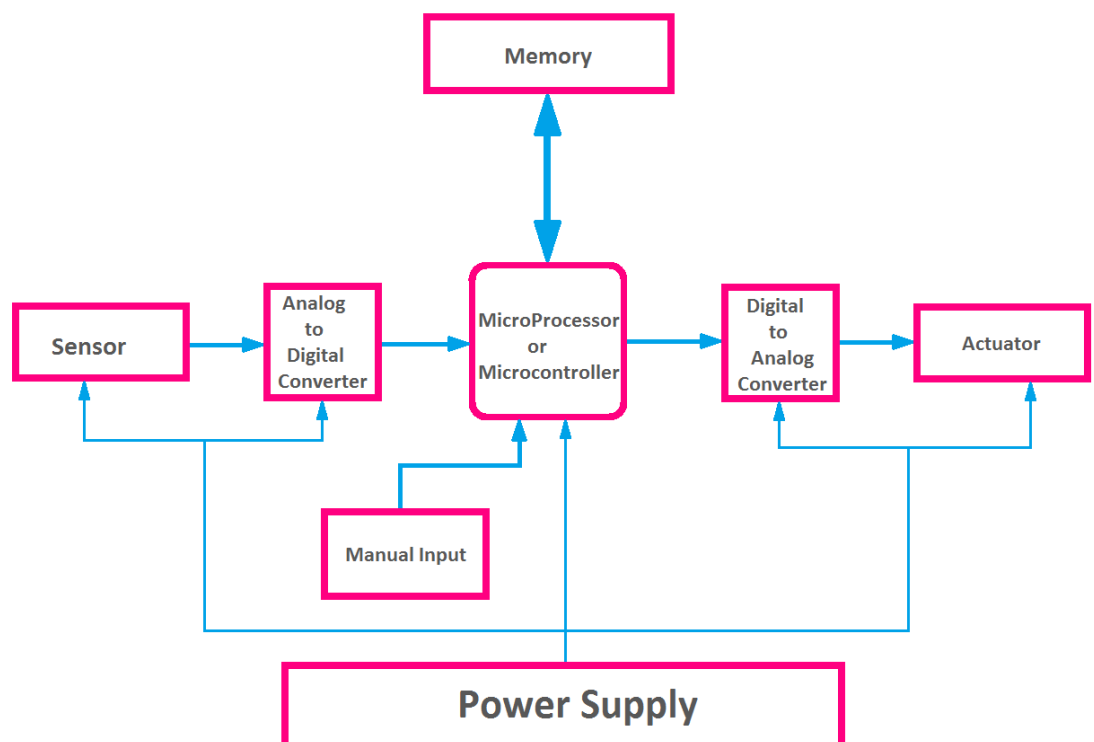 Memory
Sensor
Analog
to
Digital
Converter
MicroProcessor
or
Microcontroller
Digital
to
Analog
Converter
Actuator
Manual Input
Power Supply